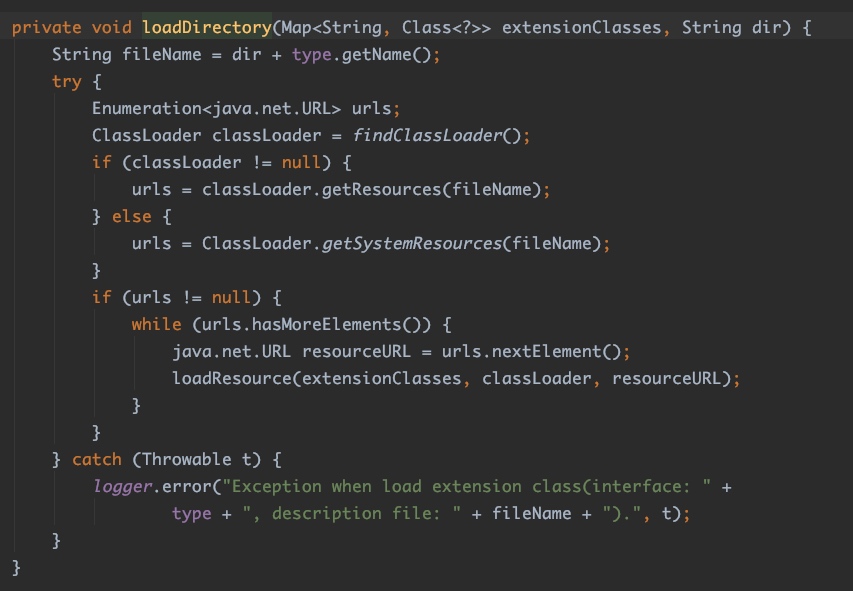 private void loadDirectory(Map<String, Class<?>> extensionClasses, String dir) {
    String fileName = dir + type.getName();
    try {
        Enumeration<java.net.URL> urls;
        ClassLoader classLoader = findClassLoader();
        if (classLoader != null) {
            urls = classLoader.getResources(fileName);
        } else {
            urls = ClassLoader.getSystemResources(fileName);
        }
        if (urls != null) {
            while (urls.hasMoreElements()) {
                java.net.URL resourceURL = urls.nextElement();
                loadResource(extensionClasses, classLoader, resourceURL);
            }
        }
    } catch (Throwable t) {
        logger.error("Exception when load extension class(interface: " +
                type + ", description file: " + fileName + ").", t);
    }
}